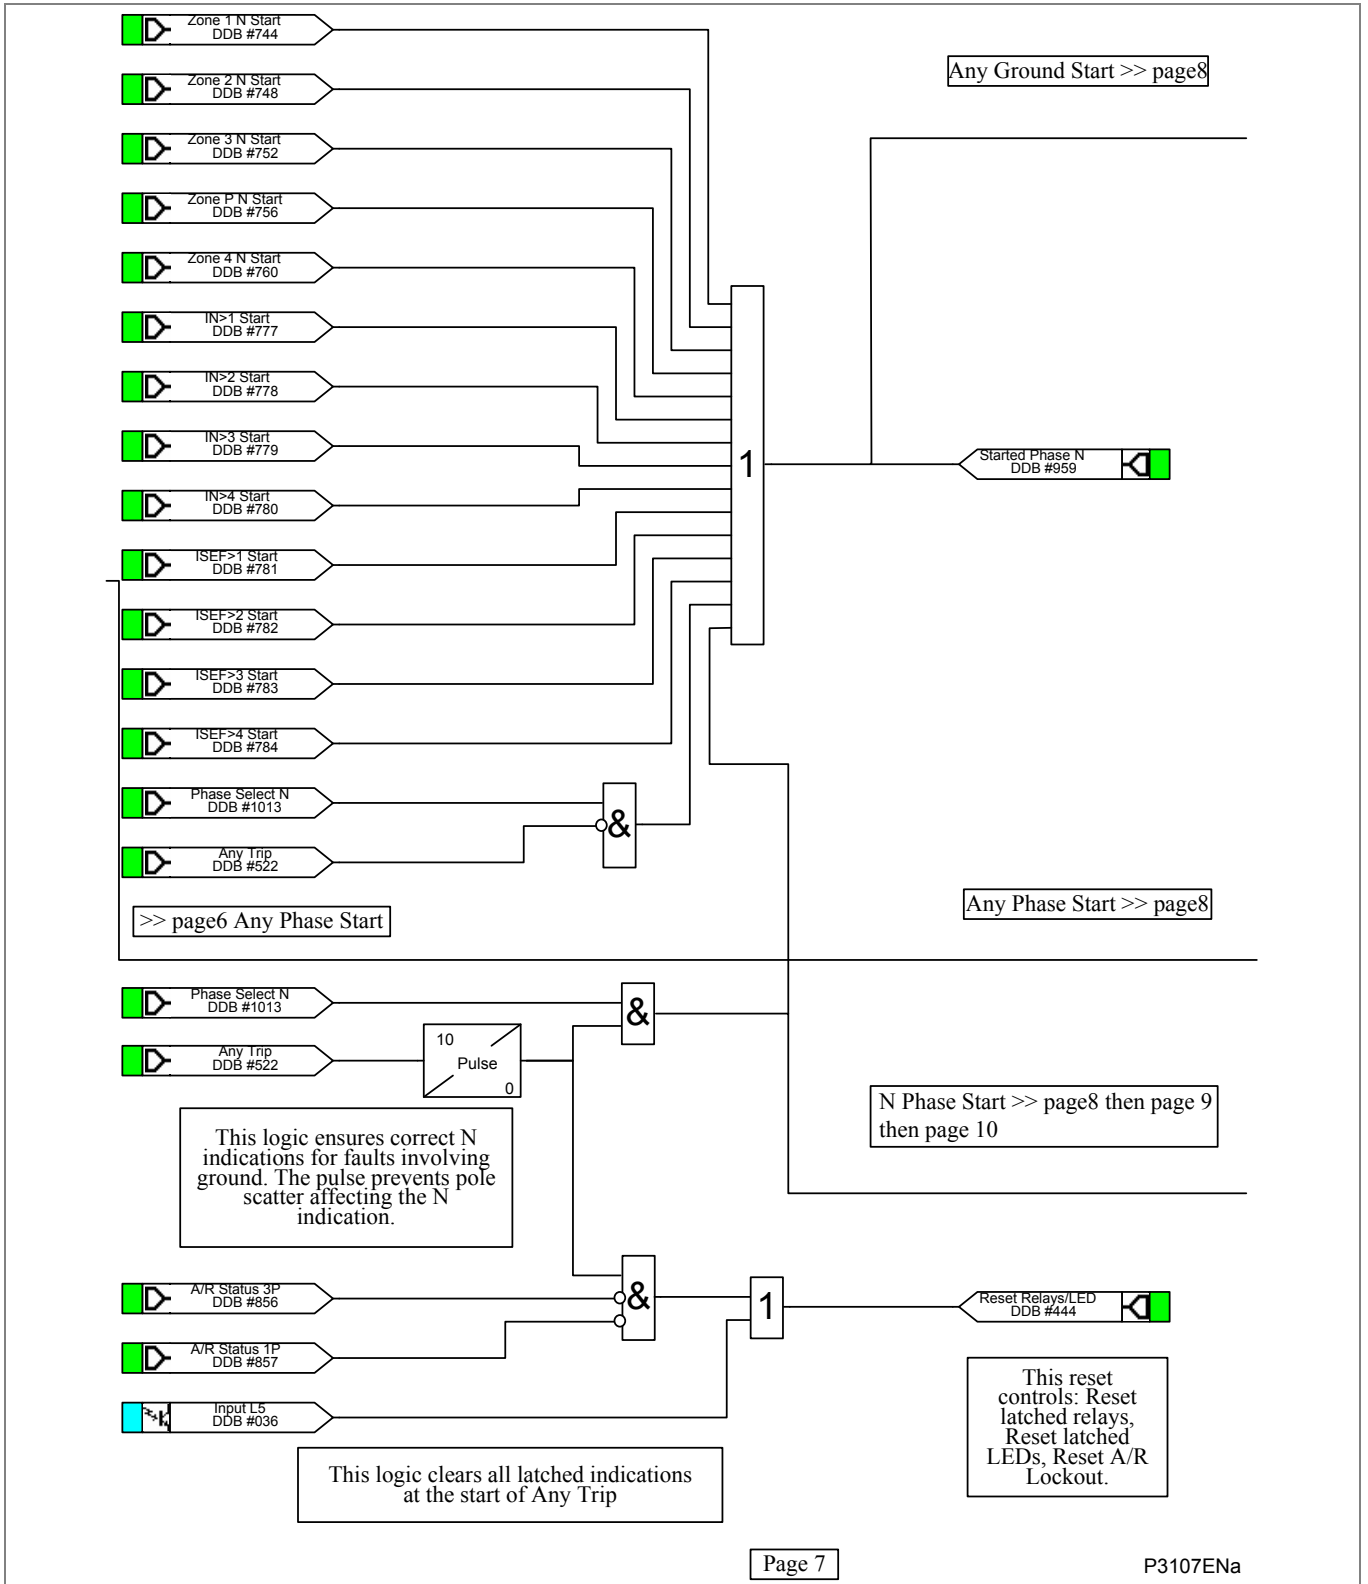 Zone 1 N Start
DDB #744
Any Ground Start >> page8
Zone 2 N Start
DDB #748
Zone 3 N Start
DDB #752
Zone P N Start
DDB #756
Zone 4 N Start
DDB #760
IN>1 Start
DDB #777
IN>2 Start
DDB #778
IN>3 Start
DDB #779
1
Started Phase N
DDB #959
IN>4 Start
DDB #780
ISEF>1 Start
DDB #781
ISEF>2 Start
DDB #782
ISEF>3 Start
DDB #783
ISEF>4 Start
DDB #784
Phase Select N
DDB #1013
&
Any Trip
DDB #522
>> page6 Any Phase Start
Any Phase Start >> page8
Phase Select N
DDB #1013
&
Any Trip
DDB #522
10
Pulse
0
N Phase Start >> page8 then page 9
then page 10
This logic ensures correct N
indications for faults involving
ground. The pulse prevents pole
scatter affecting the N
indication.
A/R Status 3P
DDB #856
&
1
Reset Relays/LED
DDB #444
A/R Status 1P
DDB #857
Input L5
DDB #036
This reset
controls: Reset
latched relays,
Reset latched
LEDs, Reset A/R
Lockout.
This logic clears all latched indications
at the start of Any Trip
Page 7
P3107ENa